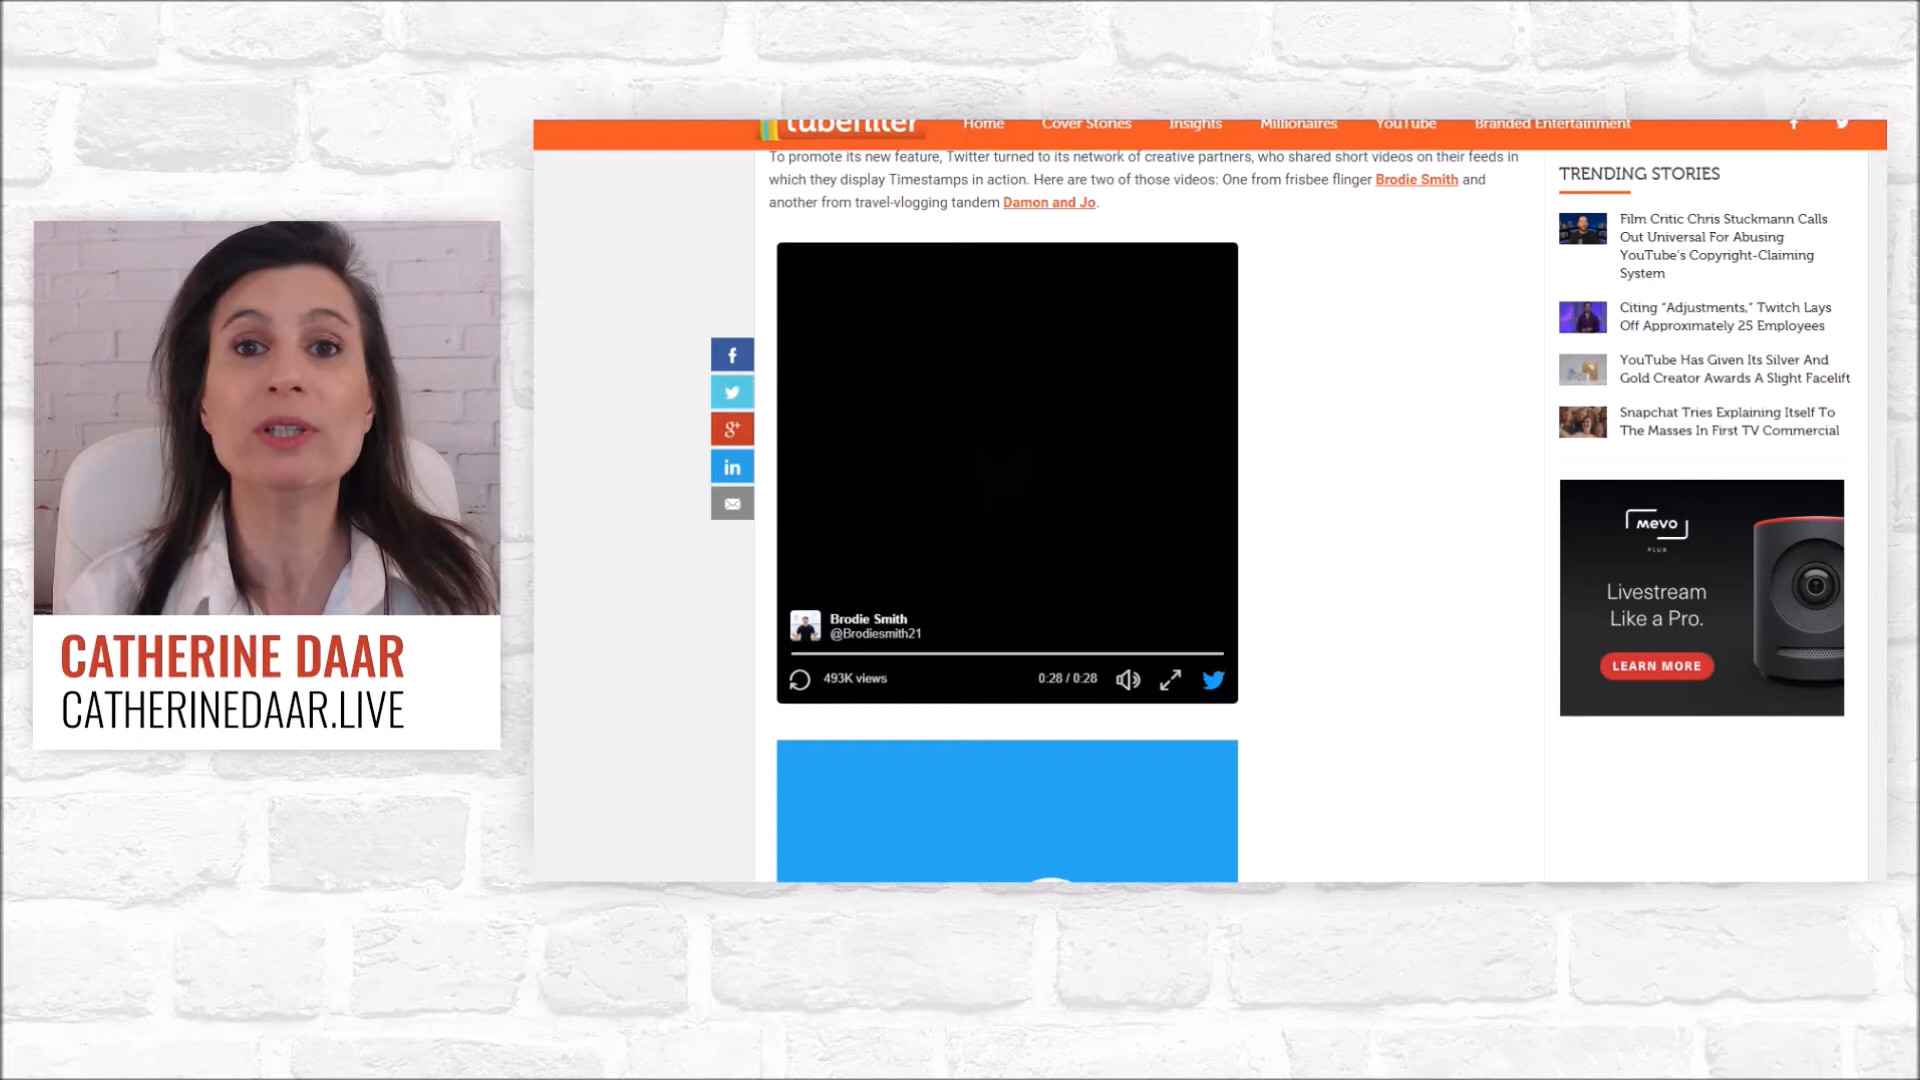 tubefilter
Home
Cover Stories
Insights
Millionaires
YouTube
Branded Entertainment
To promote its new feature, Twitter turned to its network of creative partners, who shared short videos on their feeds in
which they display Timestamps in action. Here are two of those videos: One from frisbee flinger Brodie Smith and
another from travel-vlogging tandem Damon and Jo.
Brodie Smith
@Brodiesmith21
493K views
0:28 / 0:28
TRENDING STORIES
Film Critic Chris Stuckmann Calls
Out Universal For Abusing
YouTube's Copyright-Claiming
System
Citing "Adjustments," Twitch Lays
Off Approximately 25 Employees
YouTube Has Given Its Silver And
Gold Creator Awards A Slight Facelift
Snapchat Tries Explaining Itself To
The Masses In First TV Commercial
mevo
PLUS
Livestream
Like a Pro.
LEARN MORE
CATHERINE DAAR
CATHERINEDAAR.LIVE